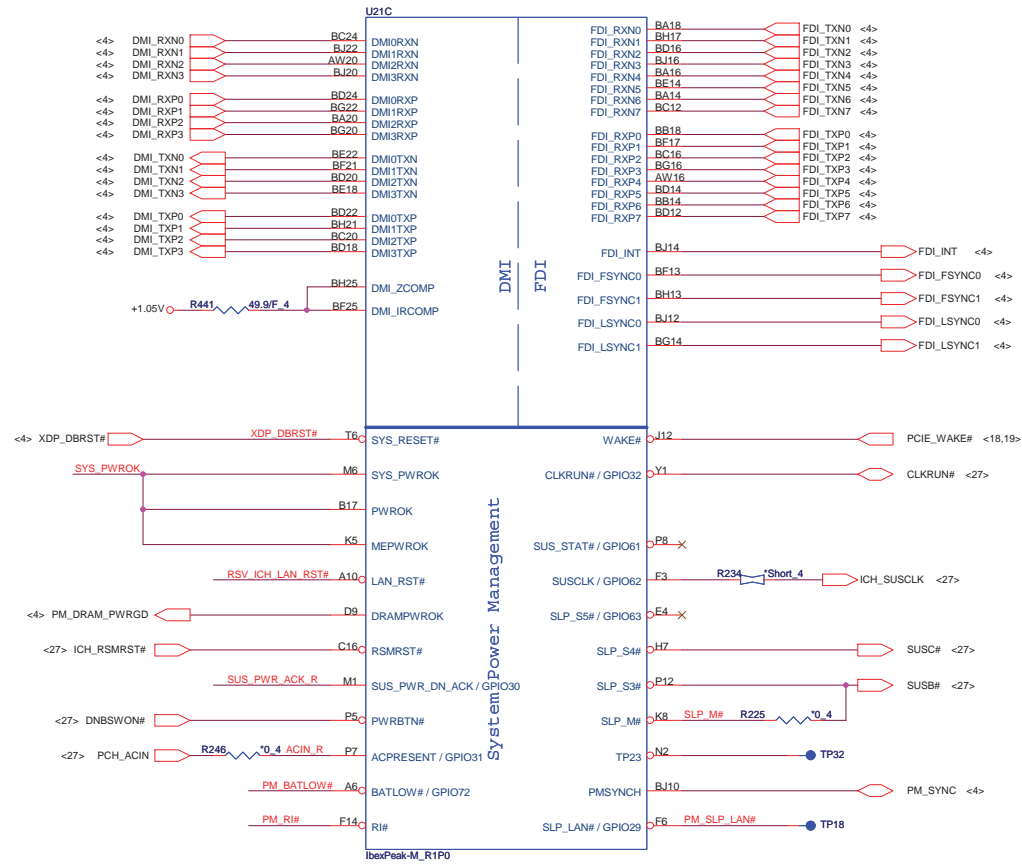 U21C
<4> DMI_RXN0 BC24 DMI0RXN
<4> DMI_RXN1 BJ22 DMI1RXN
<4> DMI_RXN2 AW20 DMI2RXN
<4> DMI_RXN3 BJ20 DMI3RXN
<4> DMI_RXP0 BD24 DMI0RXP
<4> DMI_RXP1 BG22 DMI1RXP
<4> DMI_RXP2 BA20 DMI2RXP
<4> DMI_RXP3 BG20 DMI3RXP
<4> DMI_TXN0 BE22 DMI0TXN
<4> DMI_TXN1 BF21 DMI1TXN
<4> DMI_TXN2 BD20 DMI2TXN
<4> DMI_TXN3 BE18 DMI3TXN
<4> DMI_TXP0 BD22 DMI0TXP
<4> DMI_TXP1 BH21 DMI1TXP
<4> DMI_TXP2 BC20 DMI2TXP
<4> DMI_TXP3 BD18 DMI3TXP
BH25 DMI_ZCOMP
+1.05V R441 49.9/F_4 BF25 DMI_IRCOMP
DMI
FDI
FDI_RXN0 BA18 FDI_TXN0 <4>
FDI_RXN1 BH17 FDI_TXN1 <4>
FDI_RXN2 BD16 FDI_TXN2 <4>
FDI_RXN3 BJ16 FDI_TXN3 <4>
FDI_RXN4 BA16 FDI_TXN4 <4>
FDI_RXN5 BE14 FDI_TXN5 <4>
FDI_RXN6 BA14 FDI_TXN6 <4>
FDI_RXN7 BC12 FDI_TXN7 <4>
FDI_RXP0 BB18 FDI_TXP0 <4>
FDI_RXP1 BF17 FDI_TXP1 <4>
FDI_RXP2 BC16 FDI_TXP2 <4>
FDI_RXP3 BG16 FDI_TXP3 <4>
FDI_RXP4 AW16 FDI_TXP4 <4>
FDI_RXP5 BD14 FDI_TXP5 <4>
FDI_RXP6 BB14 FDI_TXP6 <4>
FDI_RXP7 BD12 FDI_TXP7 <4>
FDI_INT BJ14 FDI_INT <4>
FDI_FSYNC0 BF13 FDI_FSYNC0 <4>
FDI_FSYNC1 BH13 FDI_FSYNC1 <4>
FDI_LSYNC0 BJ12 FDI_LSYNC0 <4>
FDI_LSYNC1 BG14 FDI_LSYNC1 <4>
<4> XDP_DBRST# XDP_DBRST# T6 SYS_RESET#
SYS_PWROK M6 SYS_PWROK
B17 PWROK
K5 MEPWROK
RSV_ICH_LAN_RST# A10 LAN_RST#
<4> PM_DRAM_PWRGD D9 DRAMPWROK
<27> ICH_RSMRST# C16 RSMRST#
SUS_PWR_ACK_R M1 SUS_PWR_DN_ACK / GPIO30
<27> DNBSWON# P5 PWRBTN#
<27> PCH_ACIN R246 *0_4 ACIN_R P7 ACPRESENT / GPIO31
PM_BATLOW# A6 BATLOW# / GPIO72
PM_RI# F14 RI#
System Power Management
WAKE# J12 PCIE_WAKE# <18,19>
CLKRUN# / GPIO32 Y1 CLKRUN# <27>
SUS_STAT# / GPIO61 P8
SUSCLK / GPIO62 F3 R234 *Short_4 ICH_SUSCLK <27>
SLP_S5# / GPIO63 E4
SLP_S4# H7 SUSC# <27>
SLP_S3# P12 SUSB# <27>
SLP_M# K8 SLP_M# R225 *0_4
TP23 N2 TP32
PMSYNCH BJ10 PM_SYNC <4>
SLP_LAN# / GPIO29 F6 PM_SLP_LAN# TP18
IbexPeak-M_R1P0